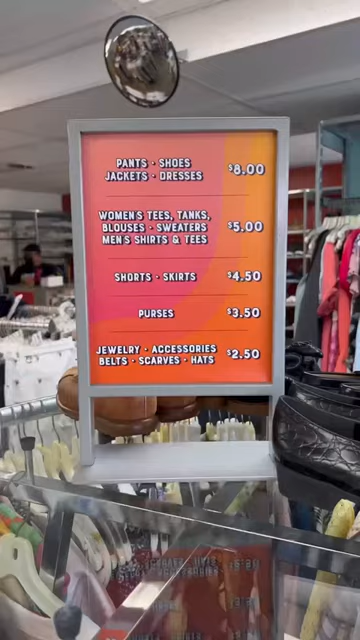 PANTS • SHOES
JACKETS • DRESSES $8.00
WOMEN'S TEES, TANKS,
BLOUSES • SWEATERS $5.00
MEN'S SHIRTS & TEES
SHORTS • SKIRTS $4.50
PURSES $3.50
JEWELRY • ACCESSORIES
BELTS • SCARVES • HATS $2.50